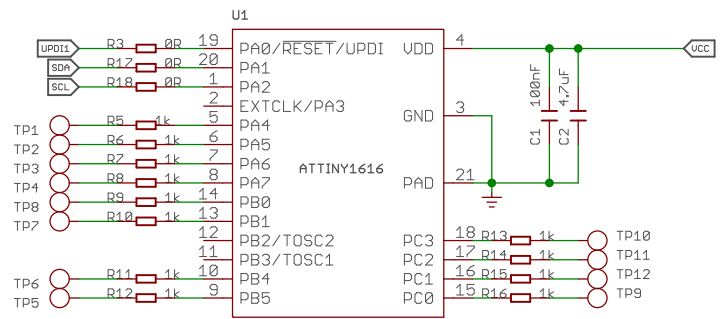 U1
UPDI1 R3 0R 19 PA0/RESET/UPDI VDD 4 VCC
SDA R17 0R 20 PA1
SCL R18 0R 1 PA2
2 EXTCLK/PA3
C1 100nF
C2 4.7uF
GND 3
TP1 R5 1k 5 PA4
TP2 R6 1k 6 PA5
TP3 R7 1k 7 PA6
ATTINY1616
TP4 R8 1k 8 PA7 PAD 21
TP8 R9 1k 14 PB0
TP7 R10 1k 13 PB1
12 PB2/TOSC2 PC3 18 R13 1k TP10
11 PB3/TOSC1 PC2 17 R14 1k TP11
TP6 R11 1k 10 PB4 PC1 16 R15 1k TP12
TP5 R12 1k 9 PB5 PC0 15 R16 1k TP9